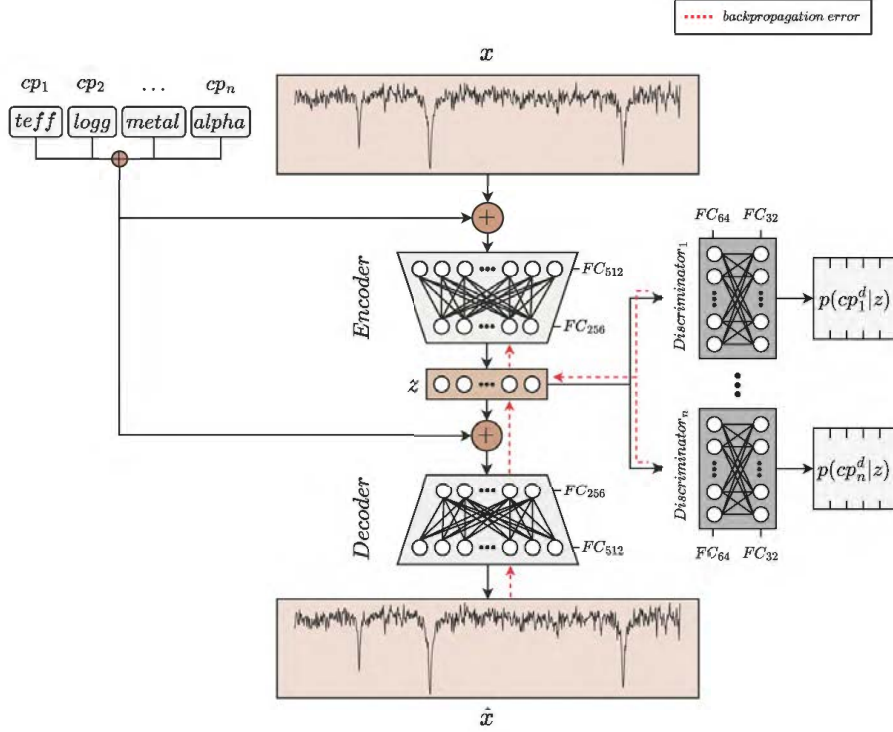 backpropagation error
x
cp₁ cp₂ ... cpₙ
teff logg metal alpha
+
Encoder
FC₅₁₂
FC₂₅₆
z
+
Decoder
FC₂₅₆
FC₅₁₂
x̂
FC₆₄ FC₃₂
Discriminator₁
p(cp₁ᵈ|z)
Discriminatorₙ
p(cpₙᵈ|z)
FC₆₄ FC₃₂